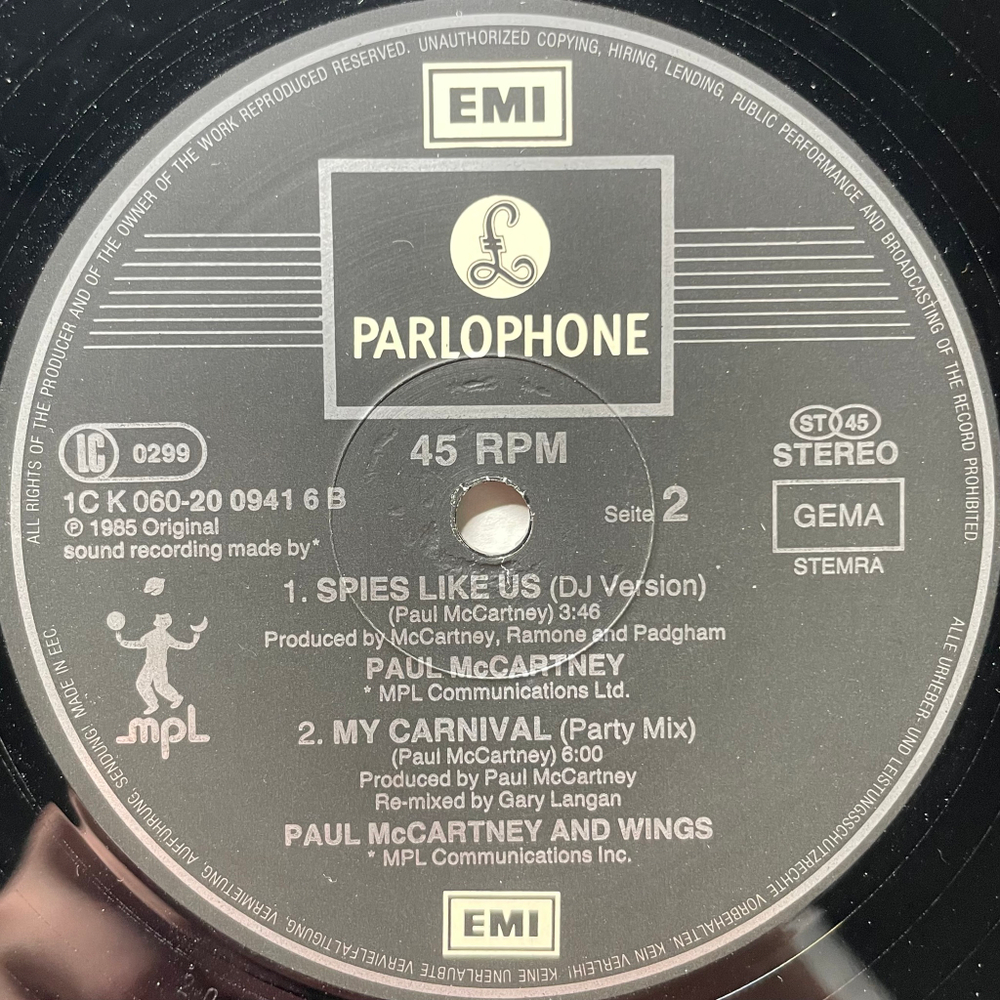 ALL RIGHTS OF THE PRODUCER AND OF THE OWNER OF THE WORK REPRODUCED RESERVED. UNAUTHORIZED COPYING, HIRING, LENDING, PUBLIC PERFORMANCE AND BROADCASTING OF THE RECORD PROHIBITED.
EMI
£
PARLOPHONE
LC 0299
45 RPM
ST 45
STEREO
1C K 060-20 0941 6 B
℗ 1985 Original
sound recording made by*
Seite 2
GEMA
STEMRA
1. SPIES LIKE US (DJ Version)
(Paul McCartney) 3:46
Produced by McCartney, Ramone and Padgham
PAUL McCARTNEY
* MPL Communications Ltd.
mpL
2. MY CARNIVAL (Party Mix)
(Paul McCartney) 6:00
Produced by Paul McCartney
Re-mixed by Gary Langan
PAUL McCARTNEY AND WINGS
* MPL Communications Inc.
EMI
ALLE URHEBER- UND LEISTUNGSSCHUTZRECHTE VORBEHALTEN. KEIN VERLEIH! KEINE UNERLAUBTE VERVIELFÄLTIGUNG, VERMIETUNG, AUFFÜHRUNG, SENDUNG! MADE IN EEC.